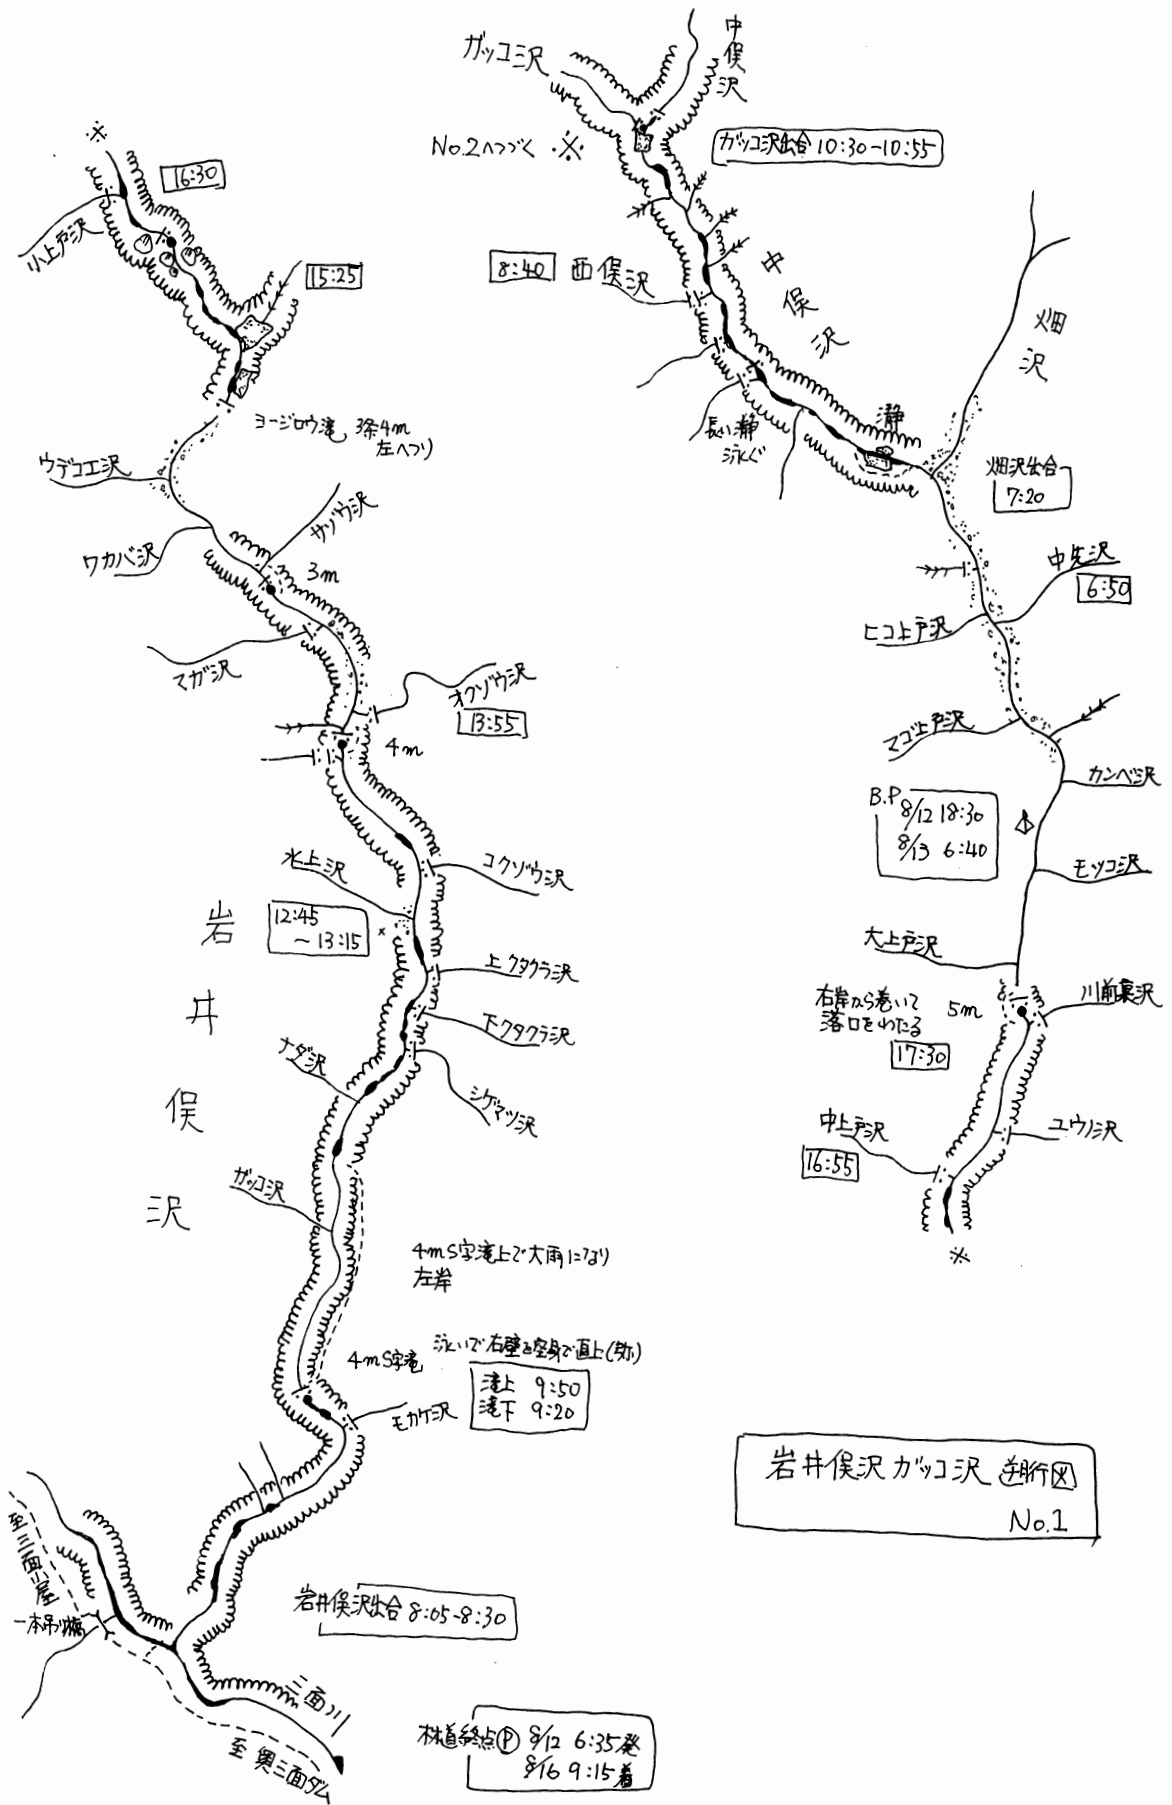 ガッコ沢
中俣沢
No.2へつづく ※
ガッコ沢出合 10:30-10:55
※
16:30
小上戸沢
15:25
8:40
西俣沢
中俣沢
畑沢
ヨージロウ滝 3条4m
左へつり
ウデコエ沢
サゾウ沢
ワカバ沢
3m
長い瀞
泳ぐ
瀞
畑沢出合
7:20
中先沢
6:50
ヒコ上戸沢
マガ沢
オクゾウ沢
13:55
4m
マゴ上戸沢
カンベ沢
B.P
8/12 18:30
8/13 6:40
モッコ沢
コクゾウ沢
水上沢
12:45
~13:15
×
大上戸沢
上クタクラ沢
川前裏沢
右岸から巻いて
落口をわたる
5m
17:30
下クタクラ沢
ナダ沢
シゲマツ沢
中上戸沢
16:55
ユウノ沢
※
岩井俣沢
ガッコ沢
4mS字滝上で大雨になり
左岸
4mS字滝
泳いで右壁を空身で直上
滝上 9:50
滝下 9:20
モカケ沢
岩井俣沢ガッコ沢 遡行図
No.1
至三面小屋
一本吊り橋
岩井俣沢出合 8:05-8:30
三面川
至 奥三面ダム
林道終点Ⓟ 8/12 6:35発
8/16 9:15着